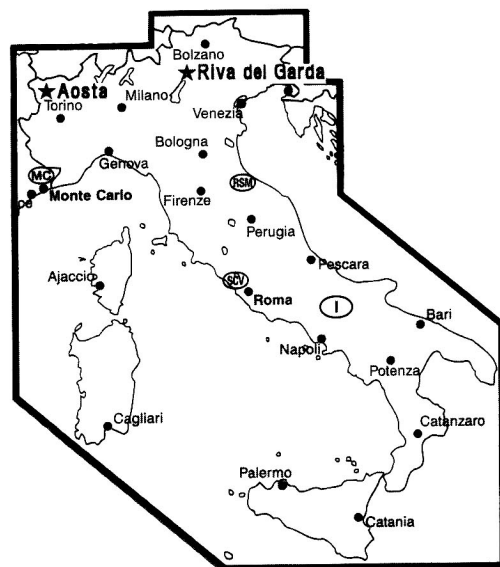 Bolzano
Riva del Garda
Aosta
Milano
Torino
Venezia
Bologna
Genova
MC
RSM
Monte Carlo
pe
Firenze
Perugia
Pescara
Ajaccio
SCV
Roma
I
Bari
Napoli
Potenza
Cagliari
Catanzaro
Palermo
Catania